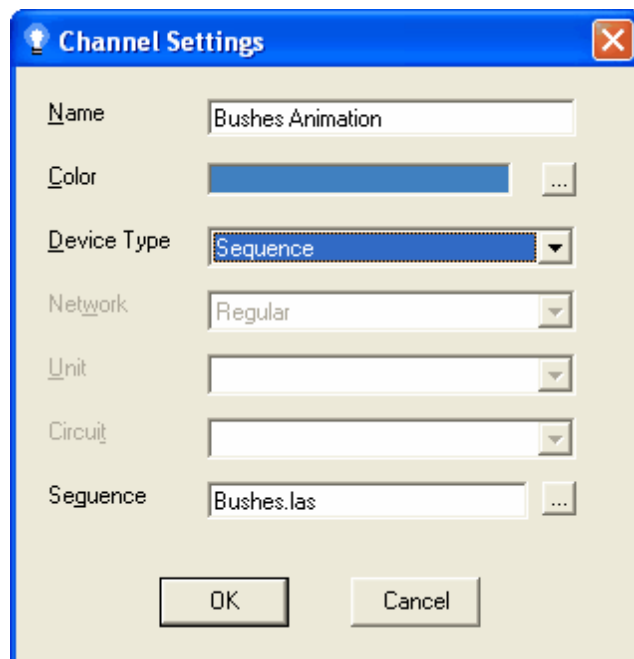 Channel Settings
Name Bushes Animation
Color ...
Device Type Sequence
Network Regular
Unit
Circuit
Sequence Bushes.las ...
OK Cancel